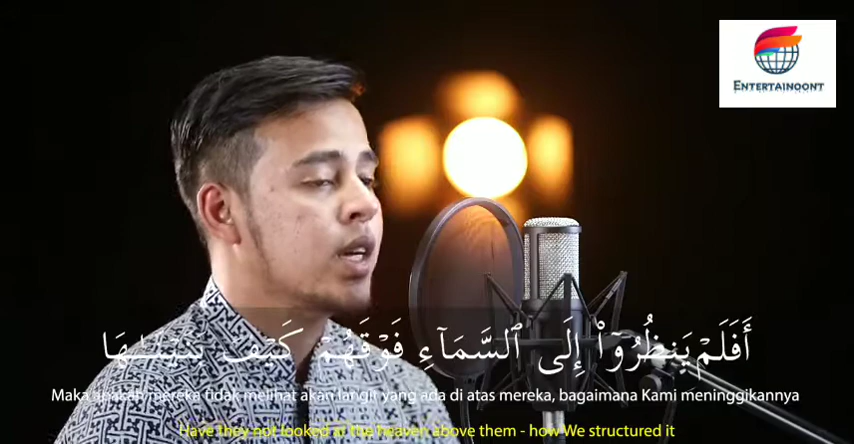 ENTERTAINOONT
أَفَلَمْ يَنظُرُوٓا۟ إِلَى ٱلسَّمَآءِ فَوْقَهُمْ كَيْفَ بَنَيْنَـٰهَا
Maka apakah mereka tidak melihat akan langit yang ada di atas mereka, bagaimana Kami meninggikannya
Have they not looked at the heaven above them - how We structured it